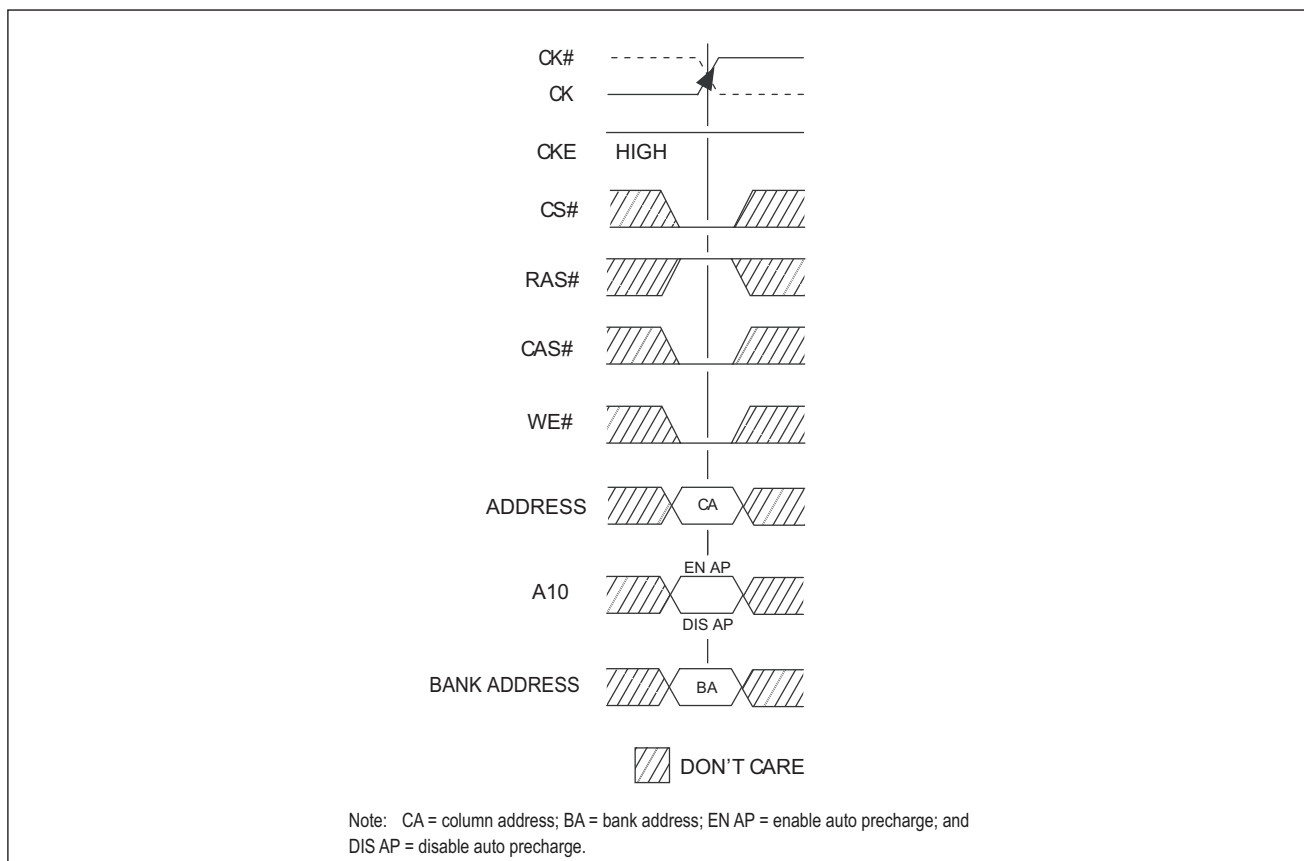 CK#
CK
CKE HIGH
CS#
RAS#
CAS#
WE#
ADDRESS CA
EN AP
A10
DIS AP
BANK ADDRESS BA
DON'T CARE
Note: CA = column address; BA = bank address; EN AP = enable auto precharge; and
DIS AP = disable auto precharge.